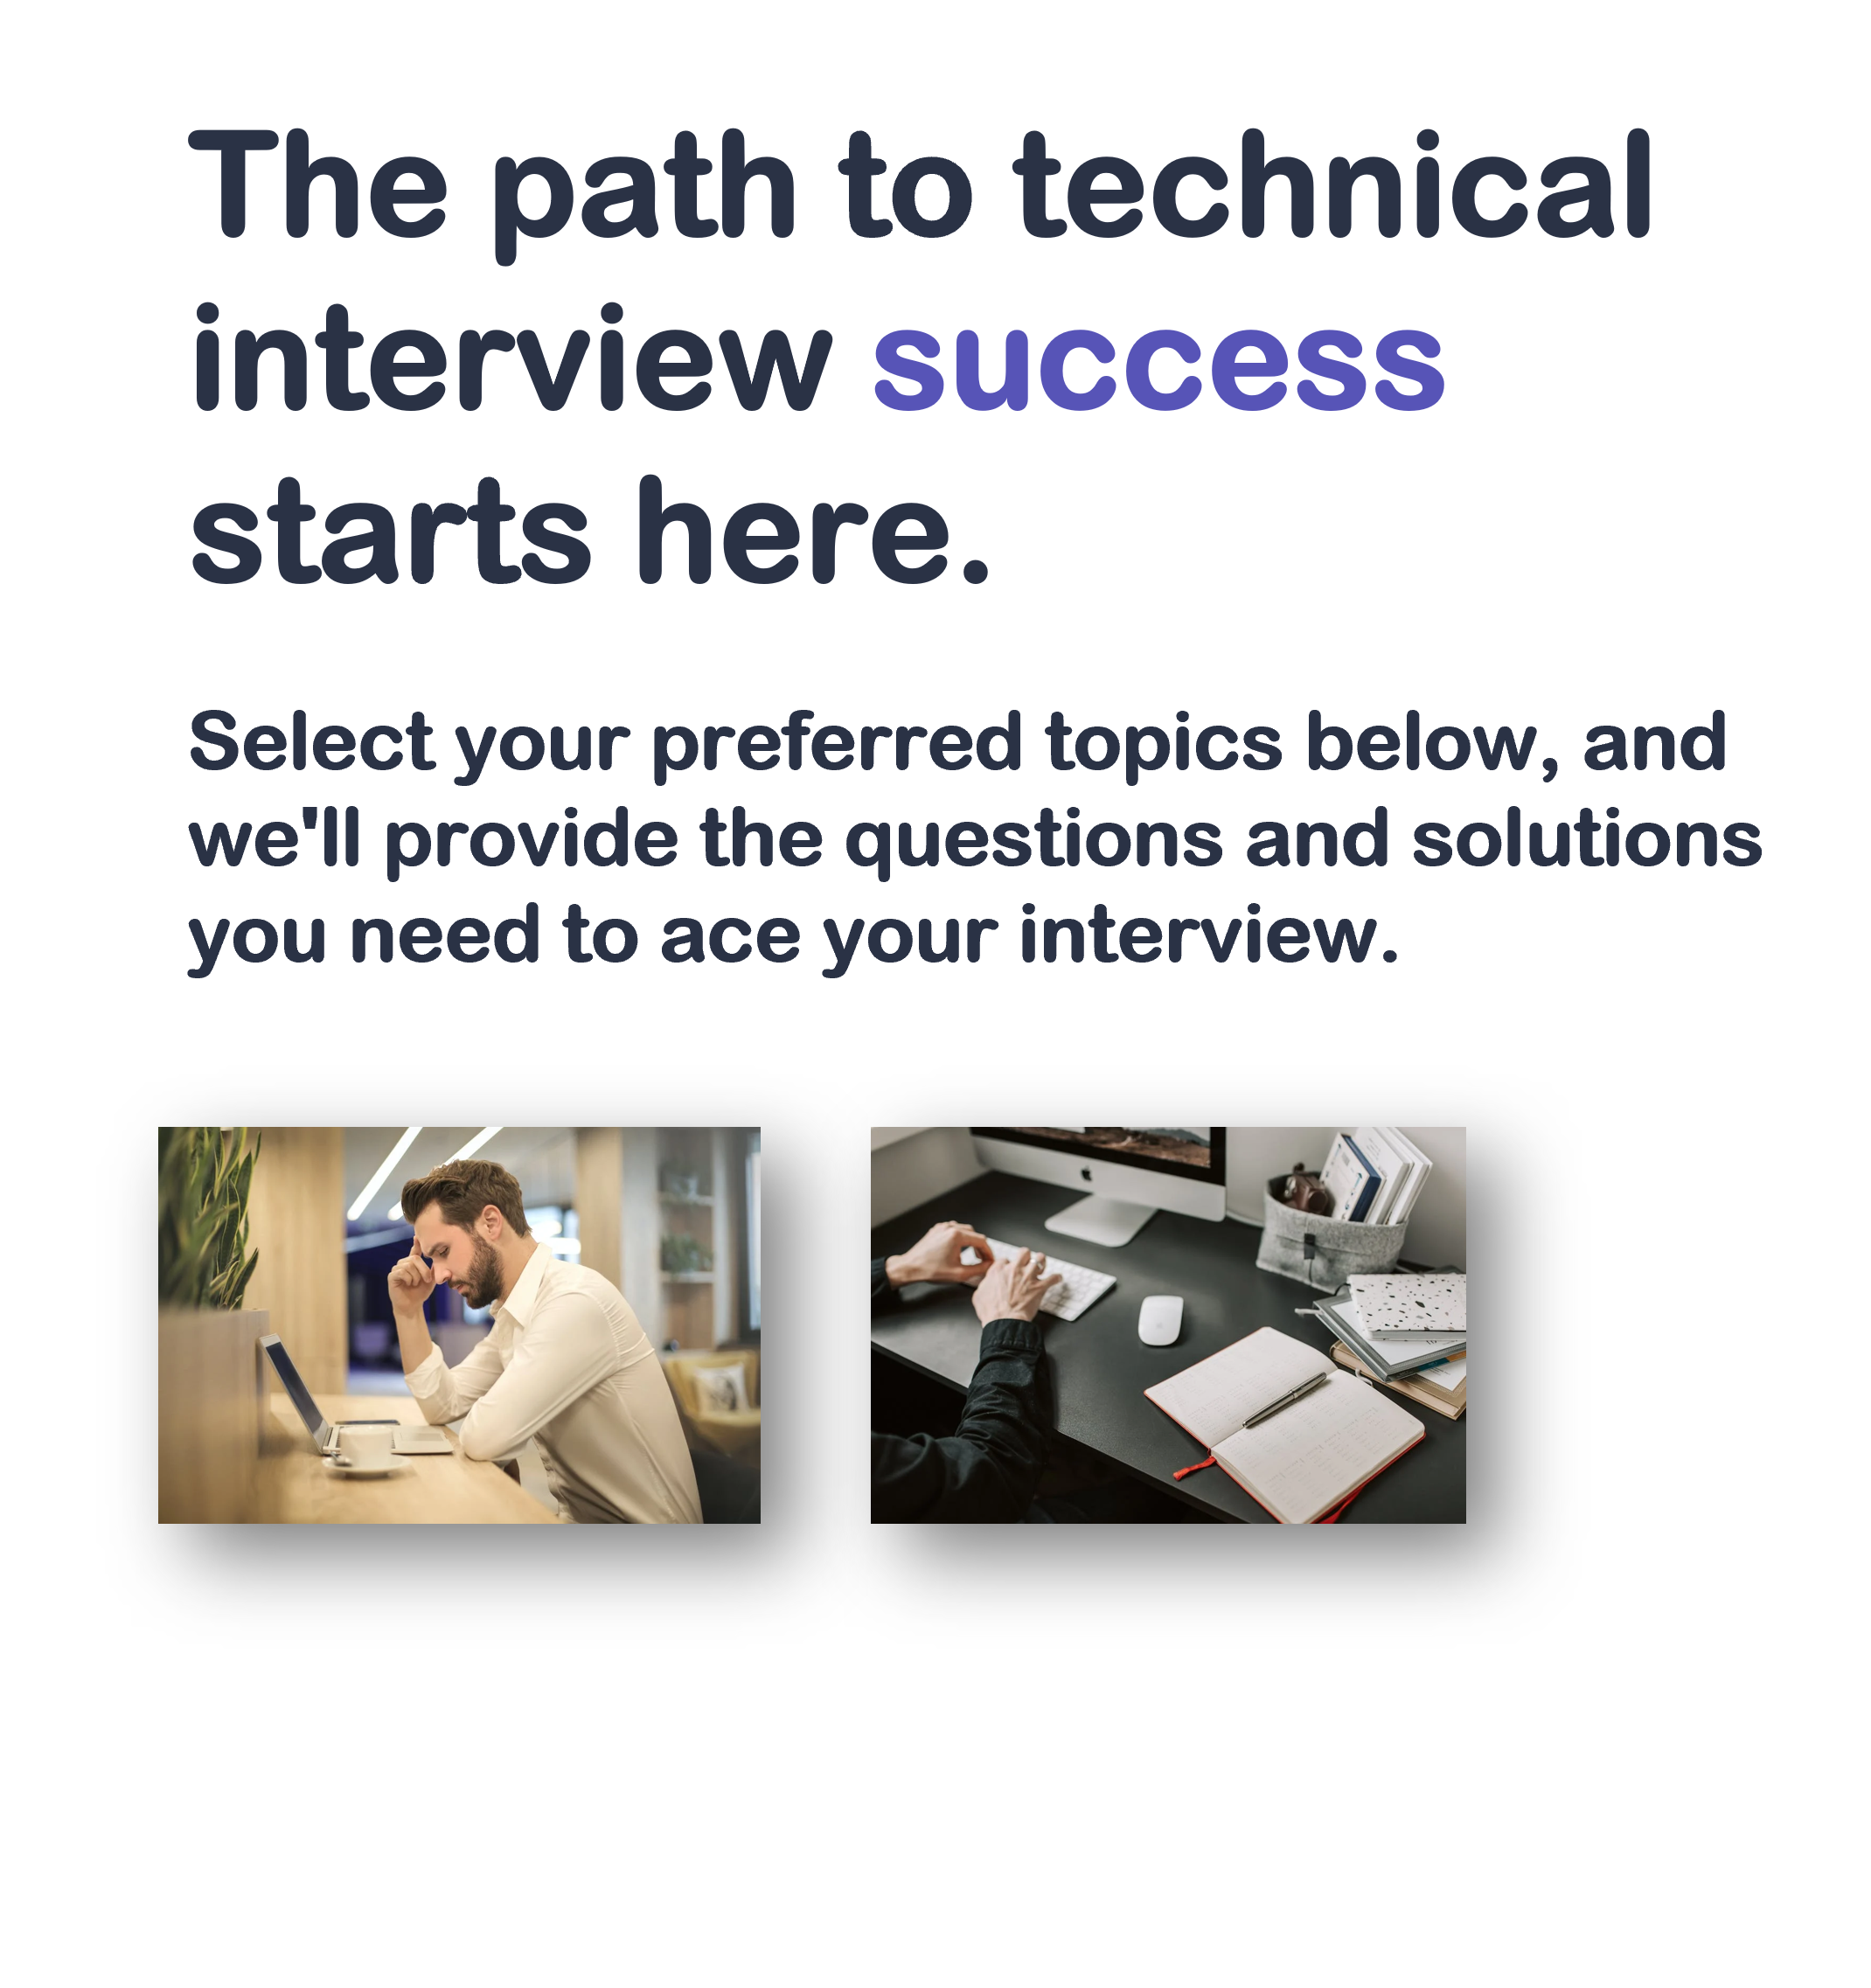 The path to technical
interview success
starts here.
Select your preferred topics below, and
we'll provide the questions and solutions
you need to ace your interview.